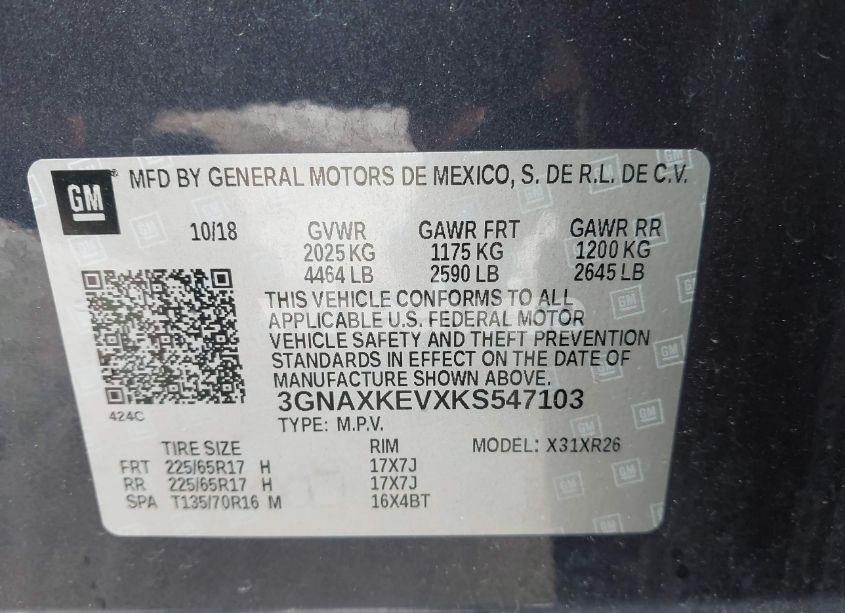 GM ® MFD BY GENERAL MOTORS DE MEXICO, S. DE R.L. DE C.V.
10/18 GVWR GAWR FRT GAWR RR
2025 KG 1175 KG 1200 KG
4464 LB 2590 LB 2645 LB
THIS VEHICLE CONFORMS TO ALL
APPLICABLE U.S. FEDERAL MOTOR
VEHICLE SAFETY AND THEFT PREVENTION
STANDARDS IN EFFECT ON THE DATE OF
MANUFACTURE SHOWN ABOVE.
424C
3GNAXKEVXKS547103
TYPE: M.P.V.
TIRE SIZE RIM MODEL: X31XR26
FRT 225/65R17 H 17X7J
RR 225/65R17 H 17X7J
SPA T135/70R16 M 16X4BT